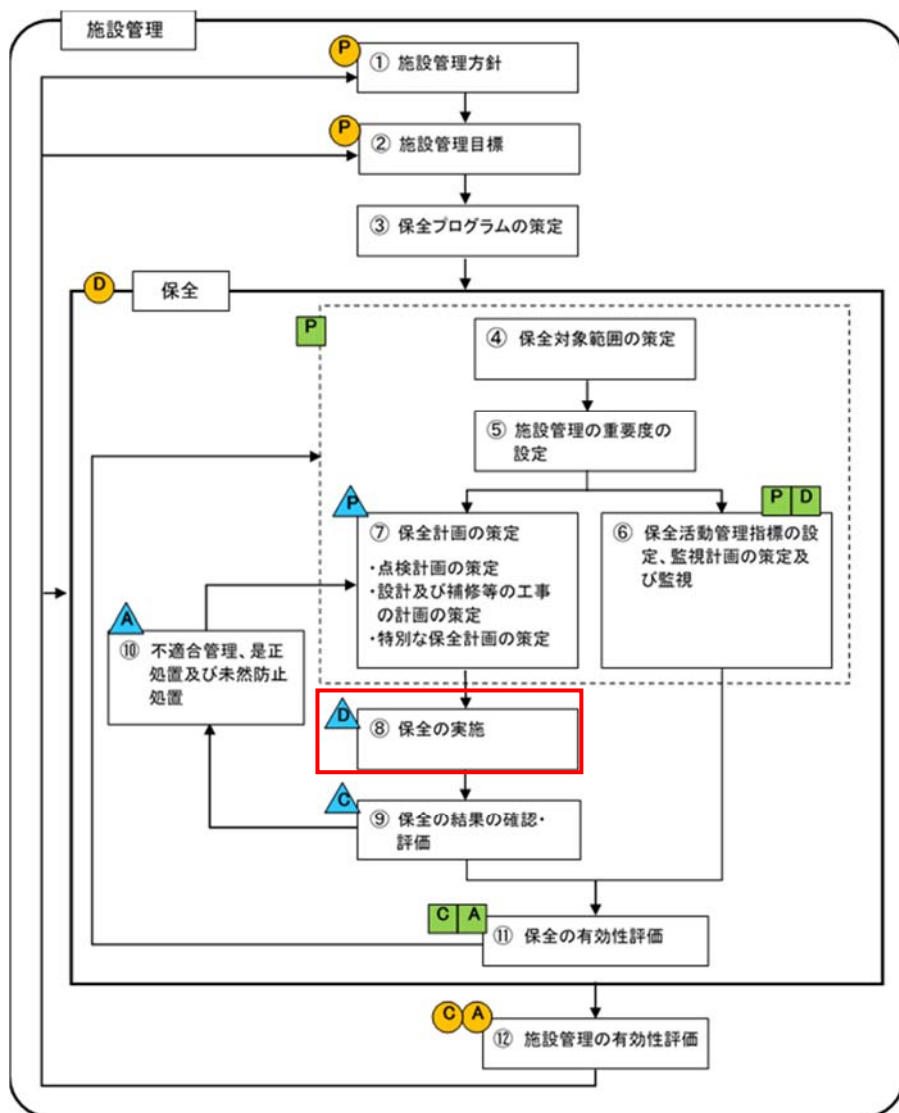 施設管理
P
① 施設管理方針
P
② 施設管理目標
③ 保全プログラムの策定
D
保全
P
④ 保全対象範囲の策定
⑤ 施設管理の重要度の
設定
P
⑦ 保全計画の策定
・点検計画の策定
・設計及び補修等の工事
の計画の策定
・特別な保全計画の策定
P D
⑥ 保全活動管理指標の設
定、監視計画の策定及
び監視
A
⑩ 不適合管理、是正
処置及び未然防止
処置
D
⑧ 保全の実施
C
⑨ 保全の結果の確認・
評価
C A
⑪ 保全の有効性評価
C A
⑫ 施設管理の有効性評価